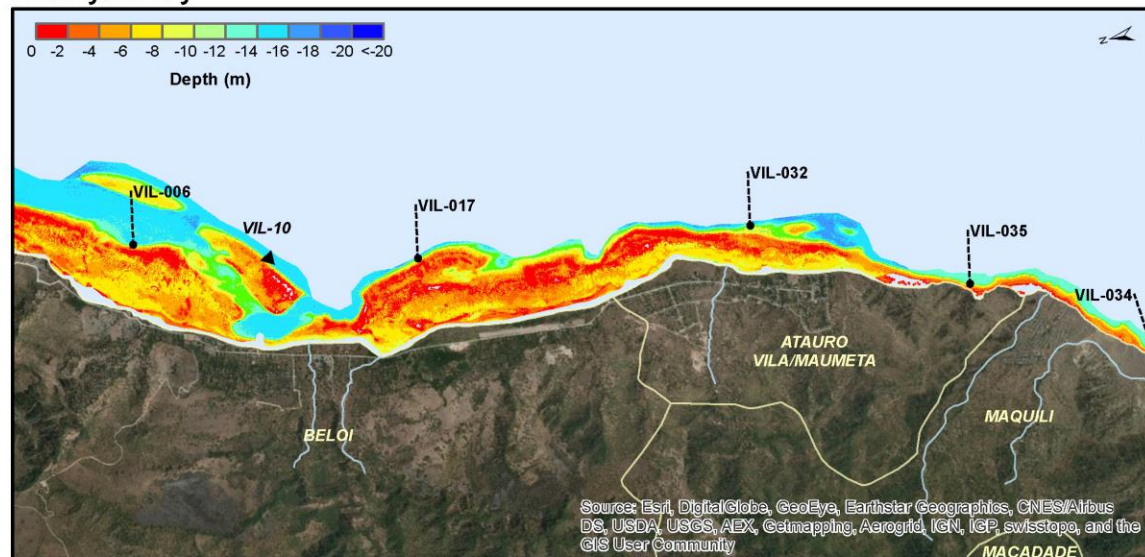 0 -2 -4 -6 -8 -10 -12 -14 -16 -18 -20 <-20
Depth (m)
z
VIL-006
VIL-10
VIL-017
VIL-032
VIL-035
VIL-034
ATAURO
VILA/MAUMETA
MAQUILI
BELOI
Source: Esri, DigitalGlobe, GeoEye, Earthstar Geographics, CNES/Airbus
DS, USDA, USGS, AEX, Getmapping, Aerogrid, IGN, IGP, swisstopo, and the
GIS User Community
MACADADE